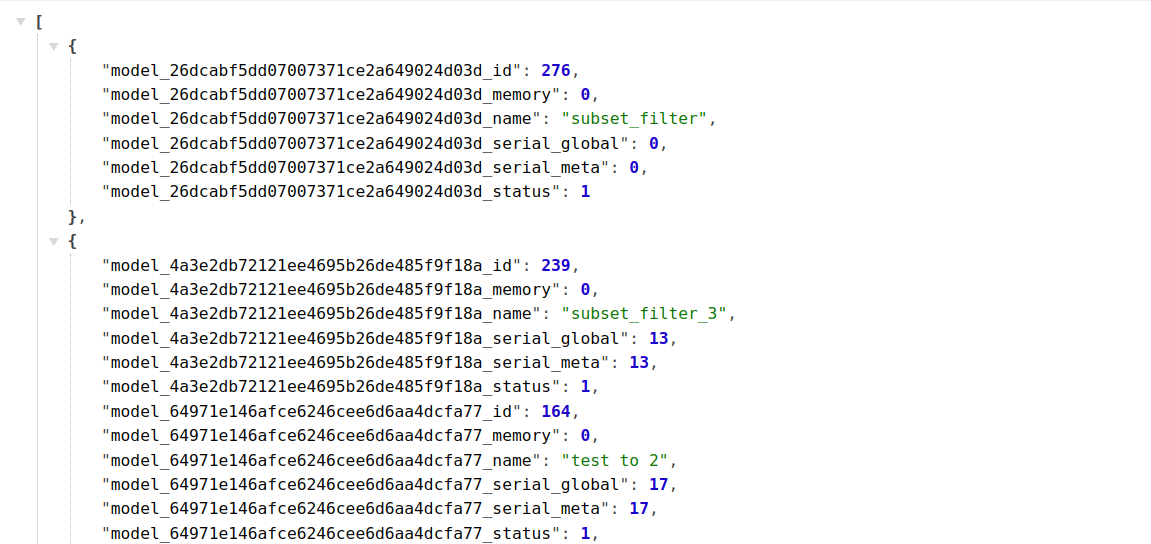 [
{
"model_26dcabf5dd07007371ce2a649024d03d_id": 276,
"model_26dcabf5dd07007371ce2a649024d03d_memory": 0,
"model_26dcabf5dd07007371ce2a649024d03d_name": "subset_filter",
"model_26dcabf5dd07007371ce2a649024d03d_serial_global": 0,
"model_26dcabf5dd07007371ce2a649024d03d_serial_meta": 0,
"model_26dcabf5dd07007371ce2a649024d03d_status": 1
},
{
"model_4a3e2db72121ee4695b26de485f9f18a_id": 239,
"model_4a3e2db72121ee4695b26de485f9f18a_memory": 0,
"model_4a3e2db72121ee4695b26de485f9f18a_name": "subset_filter_3",
"model_4a3e2db72121ee4695b26de485f9f18a_serial_global": 13,
"model_4a3e2db72121ee4695b26de485f9f18a_serial_meta": 13,
"model_4a3e2db72121ee4695b26de485f9f18a_status": 1,
"model_64971e146afce6246cee6d6aa4dcfa77_id": 164,
"model_64971e146afce6246cee6d6aa4dcfa77_memory": 0,
"model_64971e146afce6246cee6d6aa4dcfa77_name": "test to 2",
"model_64971e146afce6246cee6d6aa4dcfa77_serial_global": 17,
"model_64971e146afce6246cee6d6aa4dcfa77_serial_meta": 17,
"model_64971e146afce6246cee6d6aa4dcfa77_status": 1,